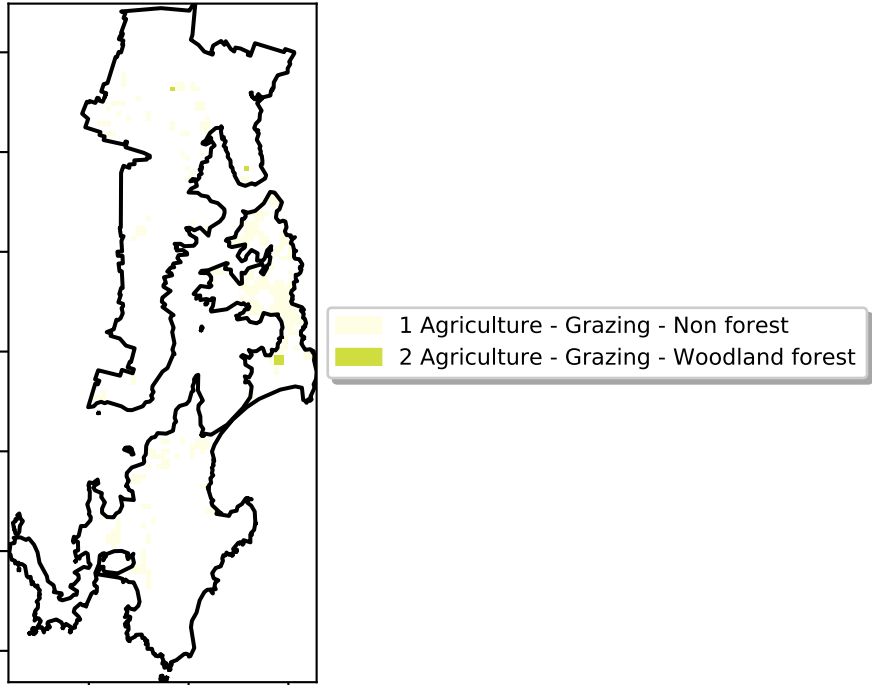 1 Agriculture - Grazing - Non forest
2 Agriculture - Grazing - Woodland forest